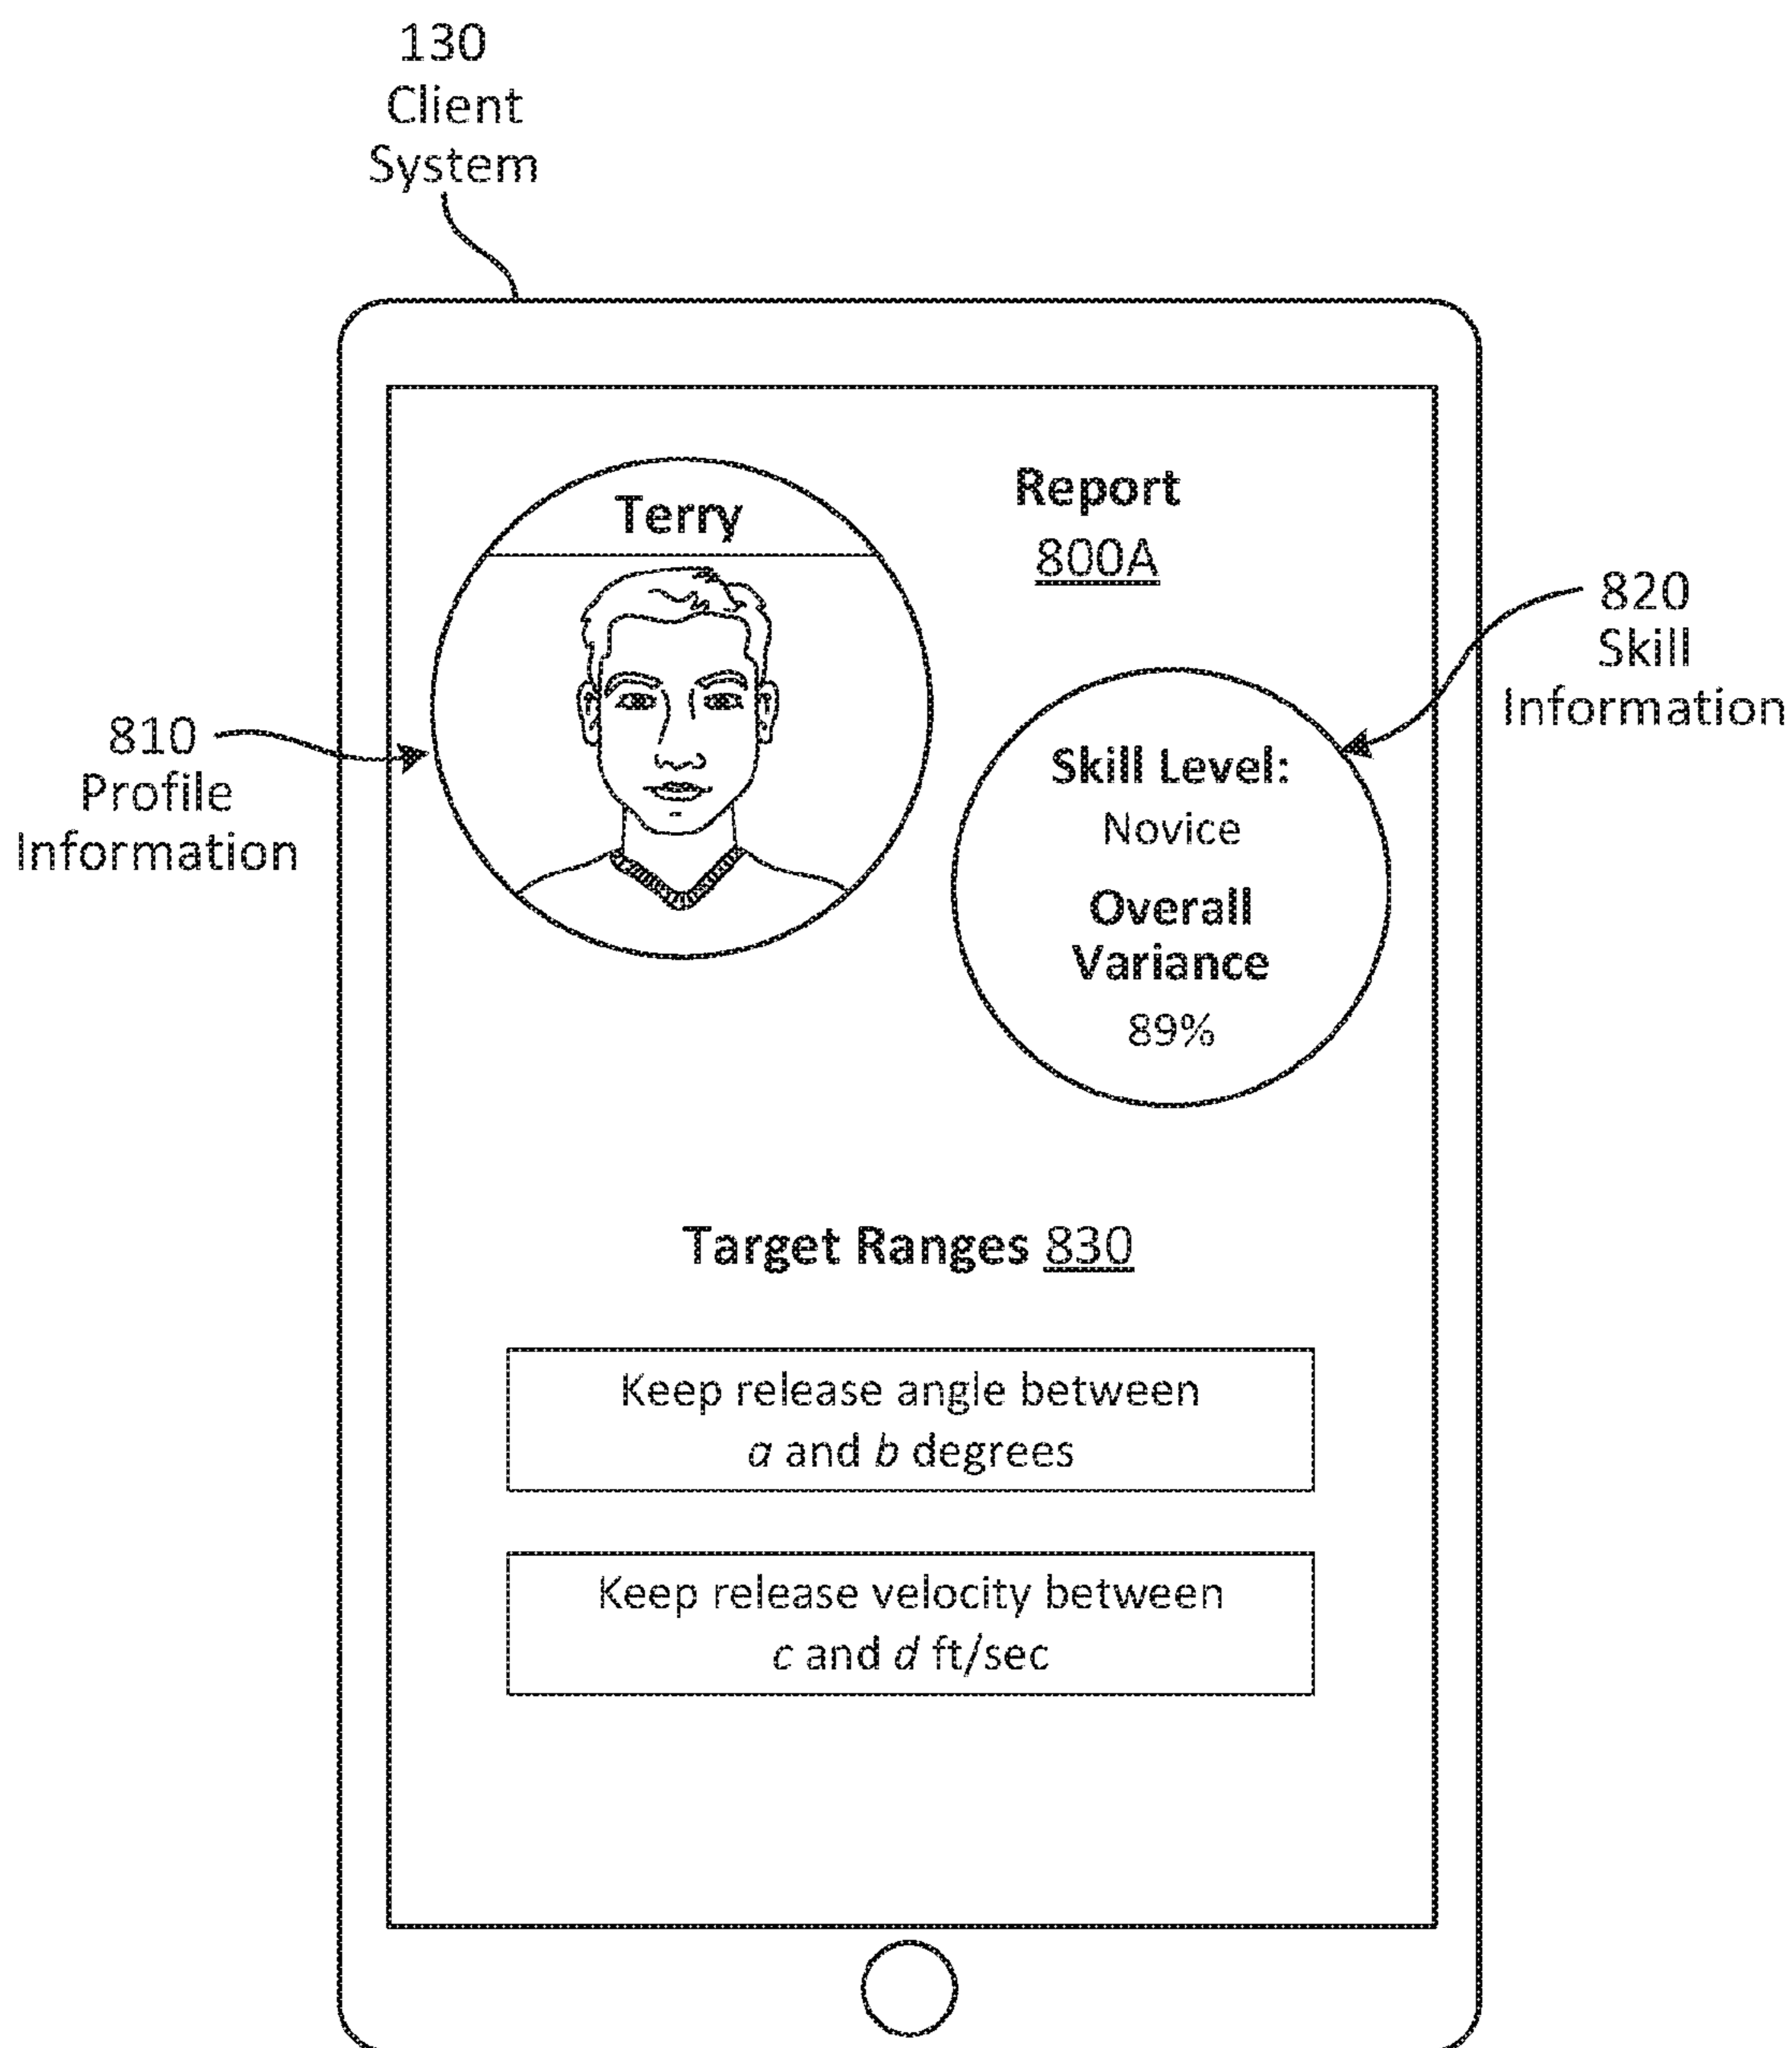 130
Client
System
Terry
Report
800A
820
Skill
Information
810
Profile
Information
Skill Level:
Novice
Overall
Variance
89%
Target Ranges 830
Keep release angle between
a and b degrees
Keep release velocity between
c and d ft/sec